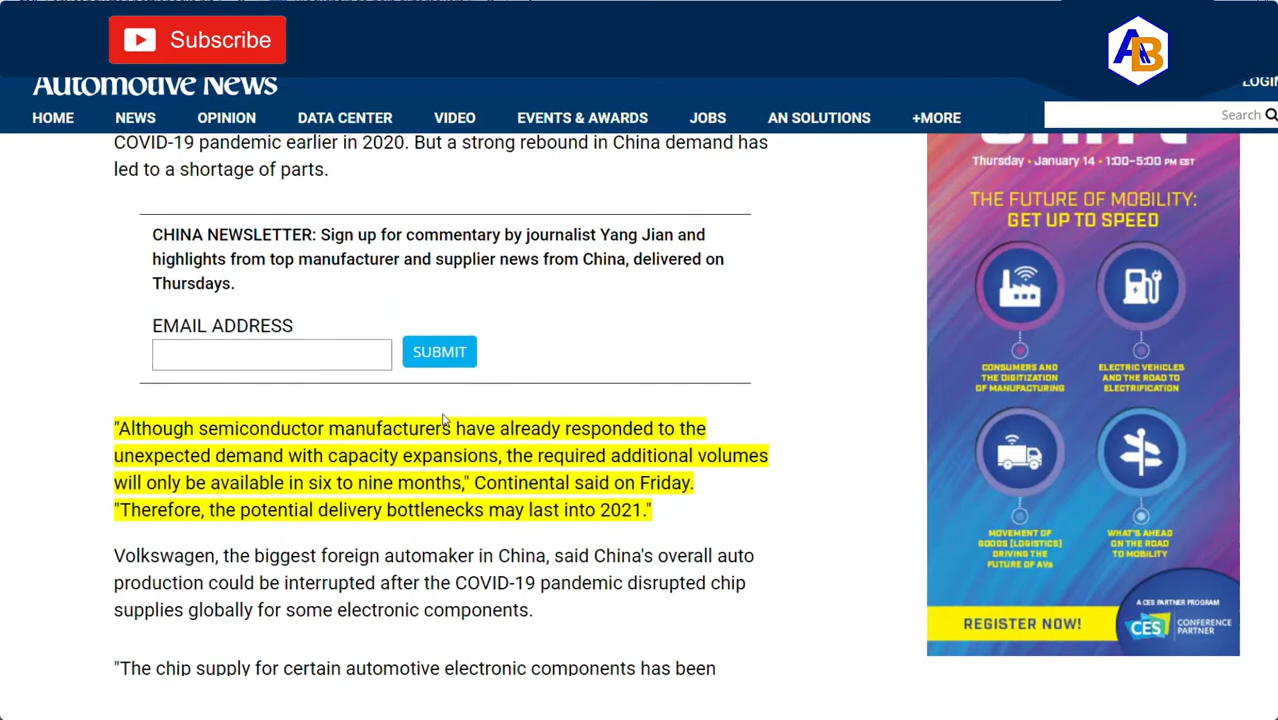 Subscribe
AB
Automotive News
LOGIN
HOME NEWS OPINION DATA CENTER VIDEO EVENTS & AWARDS JOBS AN SOLUTIONS +MORE
Search
COVID-19 pandemic earlier in 2020. But a strong rebound in China demand has
led to a shortage of parts.
CHINA NEWSLETTER: Sign up for commentary by journalist Yang Jian and
highlights from top manufacturer and supplier news from China, delivered on
Thursdays.
EMAIL ADDRESS
SUBMIT
"Although semiconductor manufacturers have already responded to the
unexpected demand with capacity expansions, the required additional volumes
will only be available in six to nine months," Continental said on Friday.
"Therefore, the potential delivery bottlenecks may last into 2021."
Volkswagen, the biggest foreign automaker in China, said China's overall auto
production could be interrupted after the COVID-19 pandemic disrupted chip
supplies globally for some electronic components.
"The chip supply for certain automotive electronic components has been
Thursday • January 14 • 1:00–5:00 PM EST
THE FUTURE OF MOBILITY:
GET UP TO SPEED
CONSUMERS AND
THE DIGITIZATION
OF MANUFACTURING
ELECTRIC VEHICLES
AND THE ROAD TO
ELECTRIFICATION
MOVEMENT OF
GOODS (LOGISTICS)
DRIVING THE
FUTURE OF AVs
WHAT'S AHEAD
ON THE ROAD
TO MOBILITY
REGISTER NOW!
A CES PARTNER PROGRAM
CES CONFERENCE
PARTNER